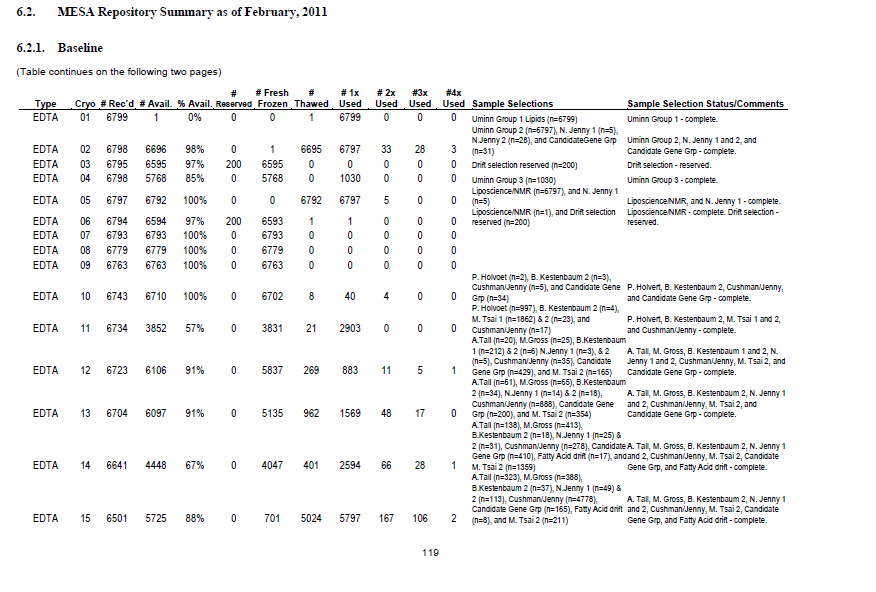 6.2. MESA Repository Summary as of February, 2011
6.2.1. Baseline
(Table continues on the following two pages)
# # Fresh # # 1x # 2x #3x #4x
Type Cryo # Rec'd # Avail. % Avail. Reserved Frozen Thawed Used Used Used Used Sample Selections Sample Selection Status/Comments
EDTA 01 6799 1 0% 0 0 1 6799 0 0 0 Uminn Group 1 Lipids (n=6799) Uminn Group 1 - complete.
Uminn Group 2 (n=6797), N. Jenny 1 (n=5),
N.Jenny 2 (n=28), and CandidateGene Grp Uminn Group 2, N. Jenny 1 and 2, and
EDTA 02 6798 6696 98% 0 1 6695 6797 33 28 3 (n=31) Candidate Gene Grp - complete.
EDTA 03 6795 6595 97% 200 6595 0 0 0 0 0 Drift selection reserved (n=200) Drift selection - reserved.
EDTA 04 6798 5768 85% 0 5768 0 1030 0 0 0 Uminn Group 3 (n=1030) Uminn Group 3 - complete.
Liposcience/NMR (n=6797), and N. Jenny 1
EDTA 05 6797 6792 100% 0 0 6792 6797 5 0 0 (n=5) Liposcience/NMR, and N. Jenny 1 - complete.
Liposcience/NMR (n=1), and Drift selection Liposcience/NMR - complete. Drift selection -
EDTA 06 6794 6594 97% 200 6593 1 1 0 0 0 reserved (n=200) reserved.
EDTA 07 6793 6793 100% 0 6793 0 0 0 0 0
EDTA 08 6779 6779 100% 0 6779 0 0 0 0 0
EDTA 09 6763 6763 100% 0 6763 0 0 0 0 0
P. Holvoet (n=2), B. Kestenbaum 2 (n=3),
Cushman/Jenny (n=5), and Candidate Gene P. Holvert, B. Kestenbaum 2, Cushman/Jenny,
EDTA 10 6743 6710 100% 0 6702 8 40 4 0 0 Grp (n=34) and Candidate Gene Grp - complete.
P. Holvoet (n=997), B. Kestenbaum 2 (n=4),
M. Tsai 1 (n=1862) & 2 (n=23), and P. Holvert, B. Kestenbaum 2, M. Tsai 1 and 2,
EDTA 11 6734 3852 57% 0 3831 21 2903 0 0 0 Cushman/Jenny (n=17) and Cushman/Jenny - complete.
A.Tall (n=20), M.Gross (n=25), B.Kestenbaum
1 (n=212) & 2 (n=6) N.Jenny 1 (n=3), & 2 A. Tall, M. Gross, B. Kestenbaum 1 and 2, N.
(n=5), Cushman/Jenny (n=35), Candidate Jenny 1 and 2, Cushman/Jenny, M. Tsai 2, and
EDTA 12 6723 6106 91% 0 5837 269 883 11 5 1 Gene Grp (n=429), and M. Tsai 2 (n=165) Candidate Gene Grp - complete.
A.Tall (n=61), M.Gross (n=65), B.Kestenbaum
2 (n=34), N.Jenny 1 (n=14) & 2 (n=18), A. Tall, M. Gross, B. Kestenbaum 2, N. Jenny 1
Cushman/Jenny (n=888), Candidate Gene and 2, Cushman/Jenny, M. Tsai 2, and
EDTA 13 6704 6097 91% 0 5135 962 1569 48 17 0 Grp (n=200), and M. Tsai 2 (n=354) Candidate Gene Grp - complete.
A.Tall (n=138), M.Gross (n=413),
B.Kestenbaum 2 (n=18), N.Jenny 1 (n=25) &
2 (n=31), Cushman/Jenny (n=278), Candidate A. Tall, M. Gross, B. Kestenbaum 2, N. Jenny 1
Gene Grp (n=410), Fatty Acid drift (n=17), and and 2, Cushman/Jenny, M. Tsai 2, Candidate
EDTA 14 6641 4448 67% 0 4047 401 2594 66 28 1 M. Tsai 2 (n=1359) Gene Grp, and Fatty Acid drift - complete.
A.Tall (n=323), M.Gross (n=388),
B.Kestenbaum 2 (n=37), N.Jenny 1 (n=49) &
2 (n=113), Cushman/Jenny (n=4778), A. Tall, M. Gross, B. Kestenbaum 2, N. Jenny 1
Candidate Gene Grp (n=165), Fatty Acid drift and 2, Cushman/Jenny, M. Tsai 2, Candidate
EDTA 15 6501 5725 88% 0 701 5024 5797 167 106 2 (n=8), and M. Tsai 2 (n=211) Gene Grp, and Fatty Acid drift - complete.
119